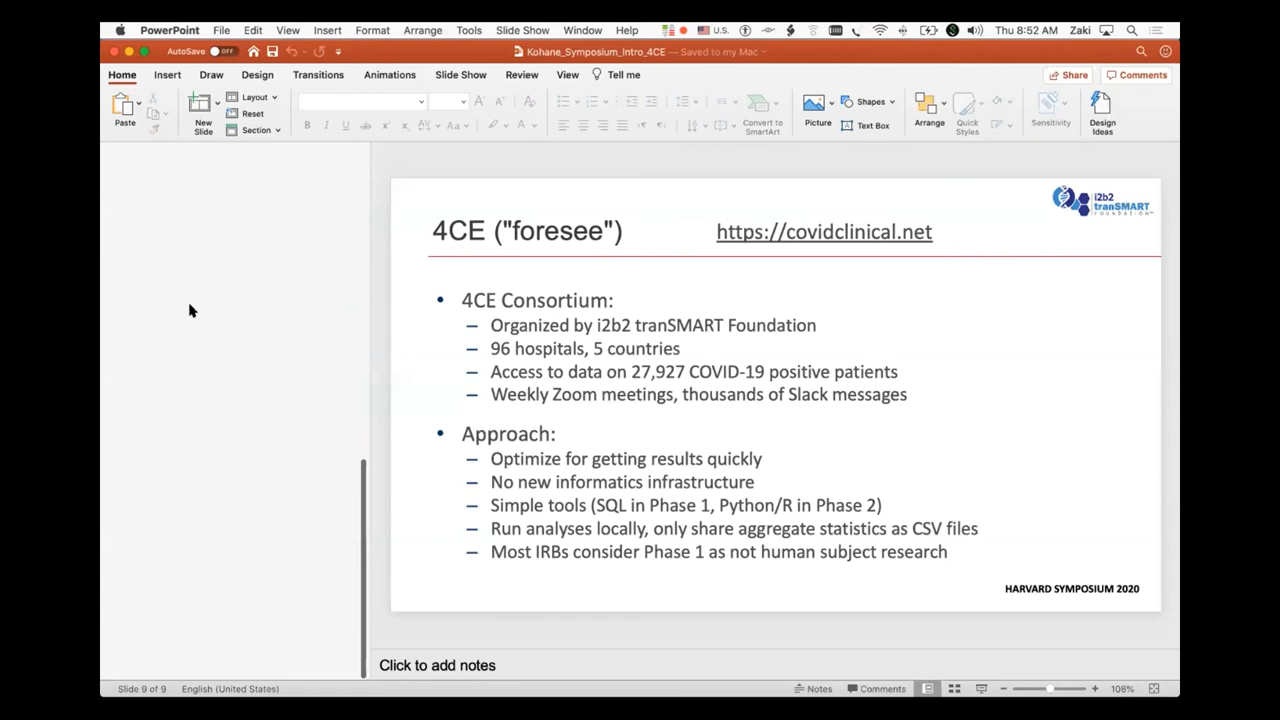 PowerPoint File Edit View Insert Format Arrange Tools Slide Show Window Help U.S. Thu 8:52 AM Zaki
AutoSave OFF Kohane_Symposium_Intro_4CE — Saved to my Mac
Home Insert Draw Design Transitions Animations Slide Show Review View Tell me Share Comments
Paste
New Slide
Layout
Reset
Section
B I U ab X² X₂ AV Aa A
Convert to SmartArt
Picture
Shapes
Text Box
Arrange
Quick Styles
Sensitivity
Design Ideas
i2b2
tranSMART
FOUNDATION
4CE ("foresee") https://covidclinical.net
• 4CE Consortium:
– Organized by i2b2 tranSMART Foundation
– 96 hospitals, 5 countries
– Access to data on 27,927 COVID-19 positive patients
– Weekly Zoom meetings, thousands of Slack messages
• Approach:
– Optimize for getting results quickly
– No new informatics infrastructure
– Simple tools (SQL in Phase 1, Python/R in Phase 2)
– Run analyses locally, only share aggregate statistics as CSV files
– Most IRBs consider Phase 1 as not human subject research
HARVARD SYMPOSIUM 2020
Click to add notes
Slide 9 of 9 English (United States) Notes Comments 108%